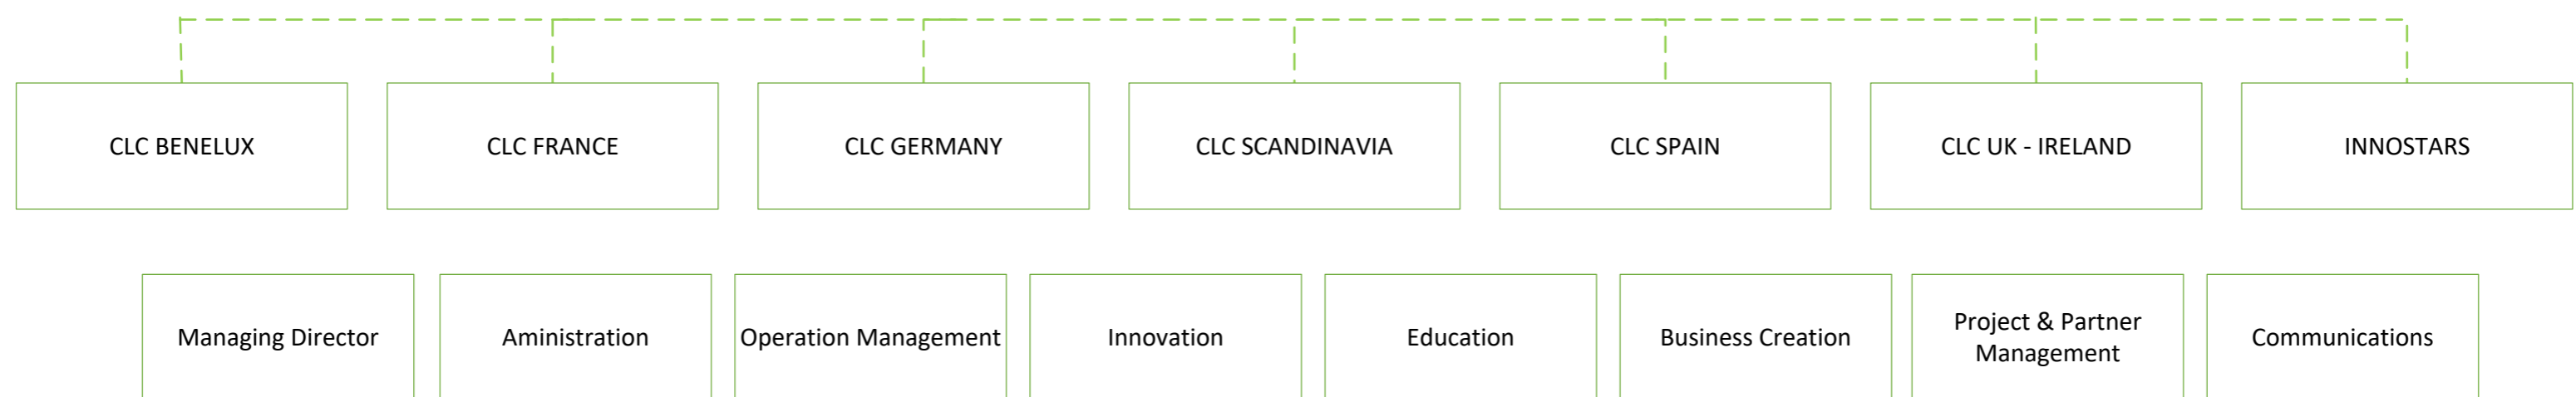 CLC BENELUX
CLC FRANCE
CLC GERMANY
CLC SCANDINAVIA
CLC SPAIN
CLC UK - IRELAND
INNOSTARS
Managing Director
Aministration
Operation Management
Innovation
Education
Business Creation
Project & Partner
Management
Communications